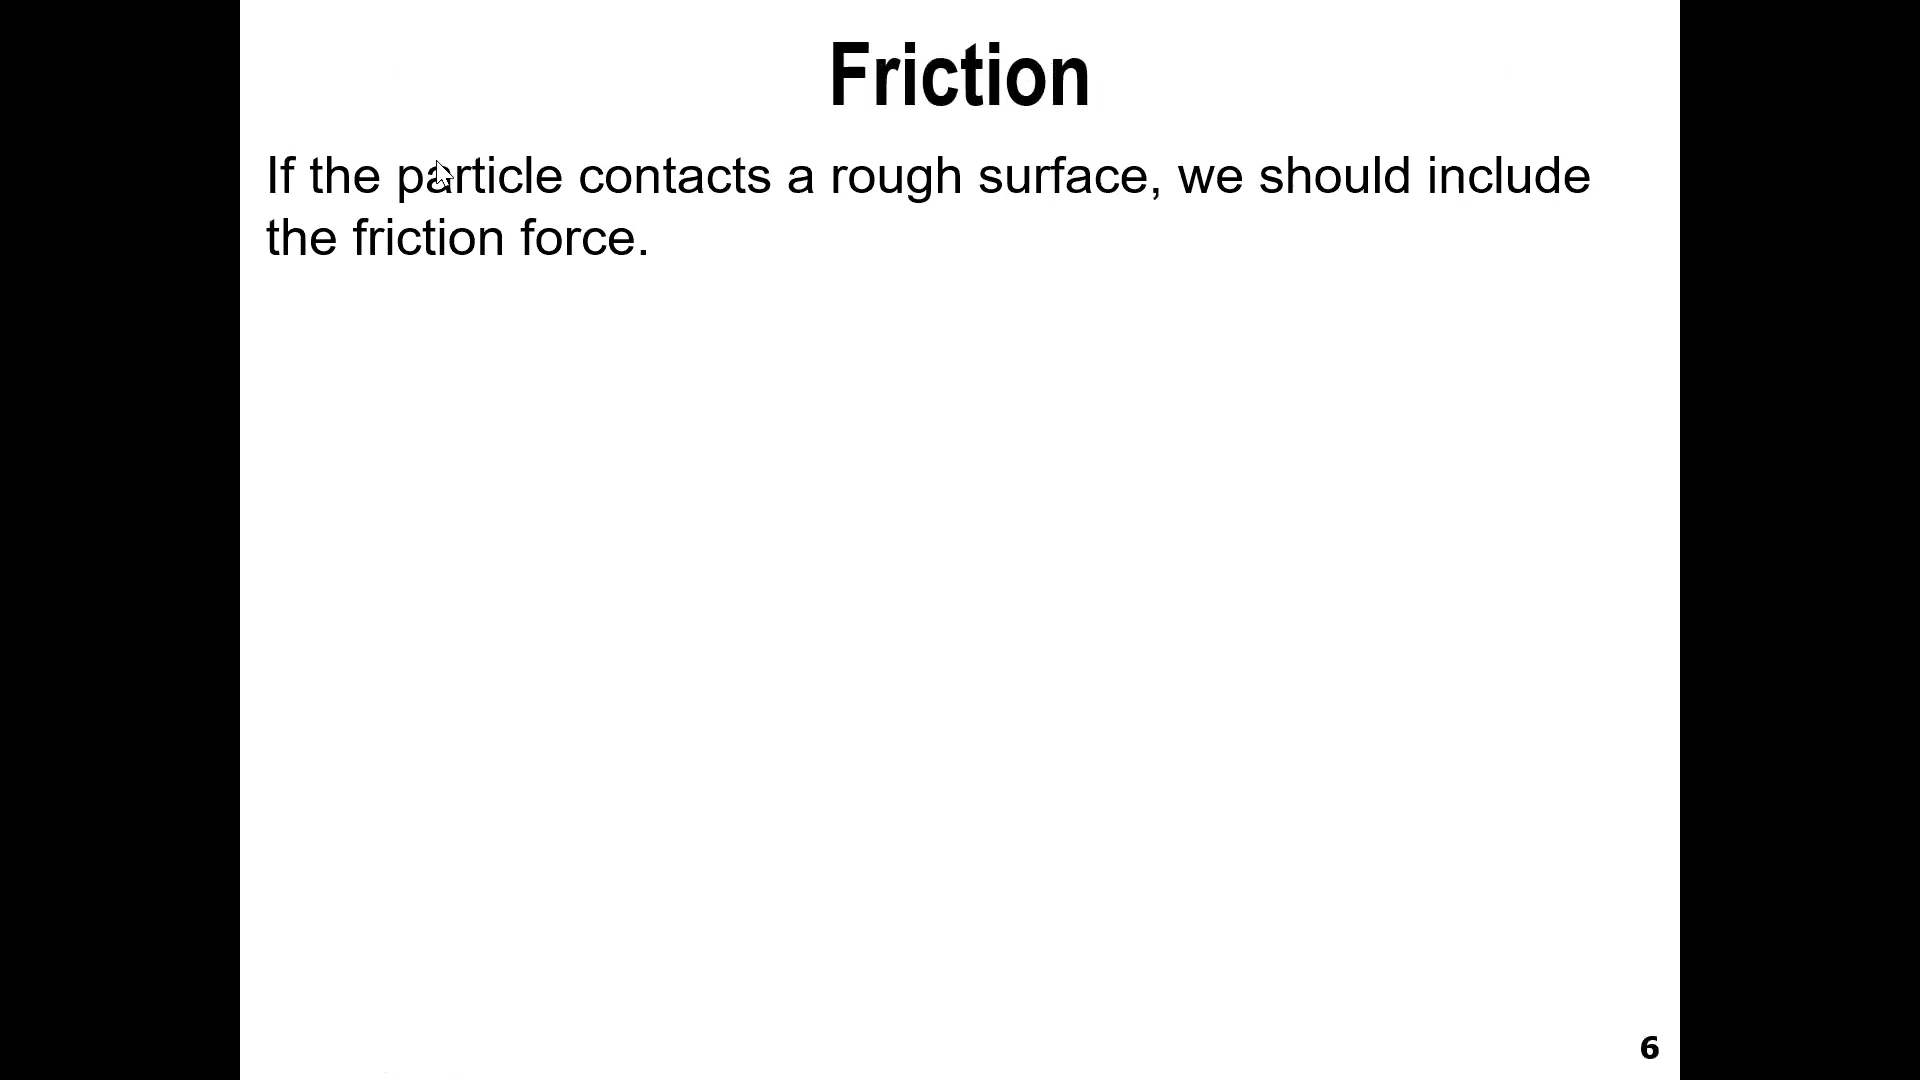 Friction
If the particle contacts a rough surface, we should include
the friction force.
6